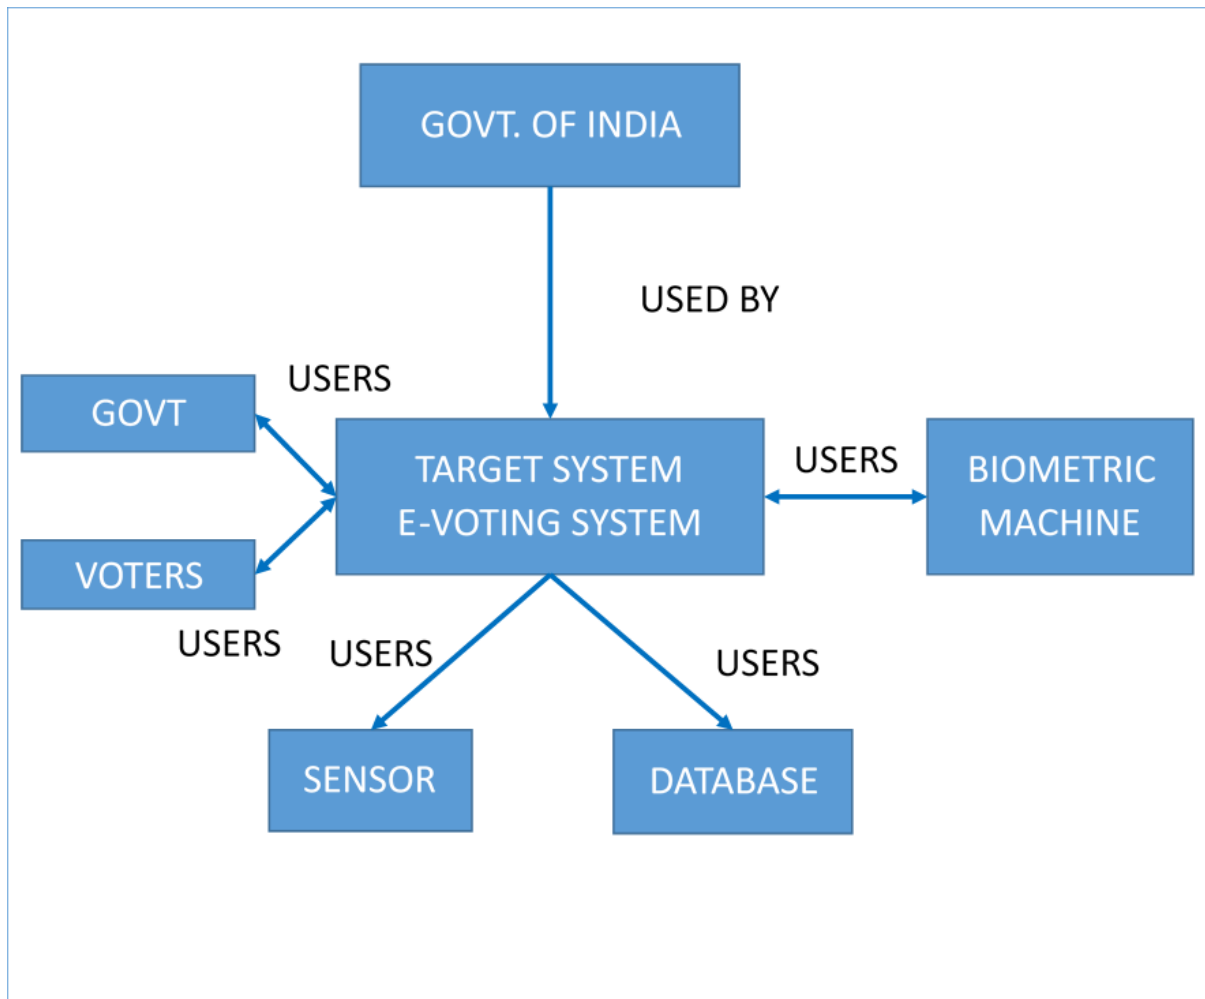 GOVT. OF INDIA
USED BY
USERS
GOVT
TARGET SYSTEM
E-VOTING SYSTEM
USERS
BIOMETRIC
MACHINE
VOTERS
USERS
USERS
USERS
SENSOR
DATABASE